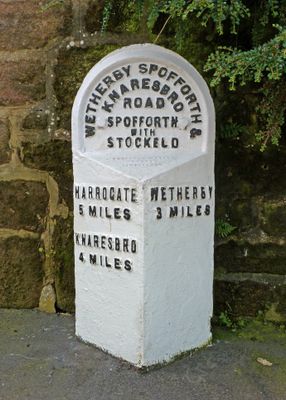 WETHERBY SPOFFORTH &
KNARESBRO
ROAD
SPOFFORTH
WITH
STOCKELD
HARROGATE
5 MILES
KNARESBRO
4 MILES
WETHERBY
3 MILES